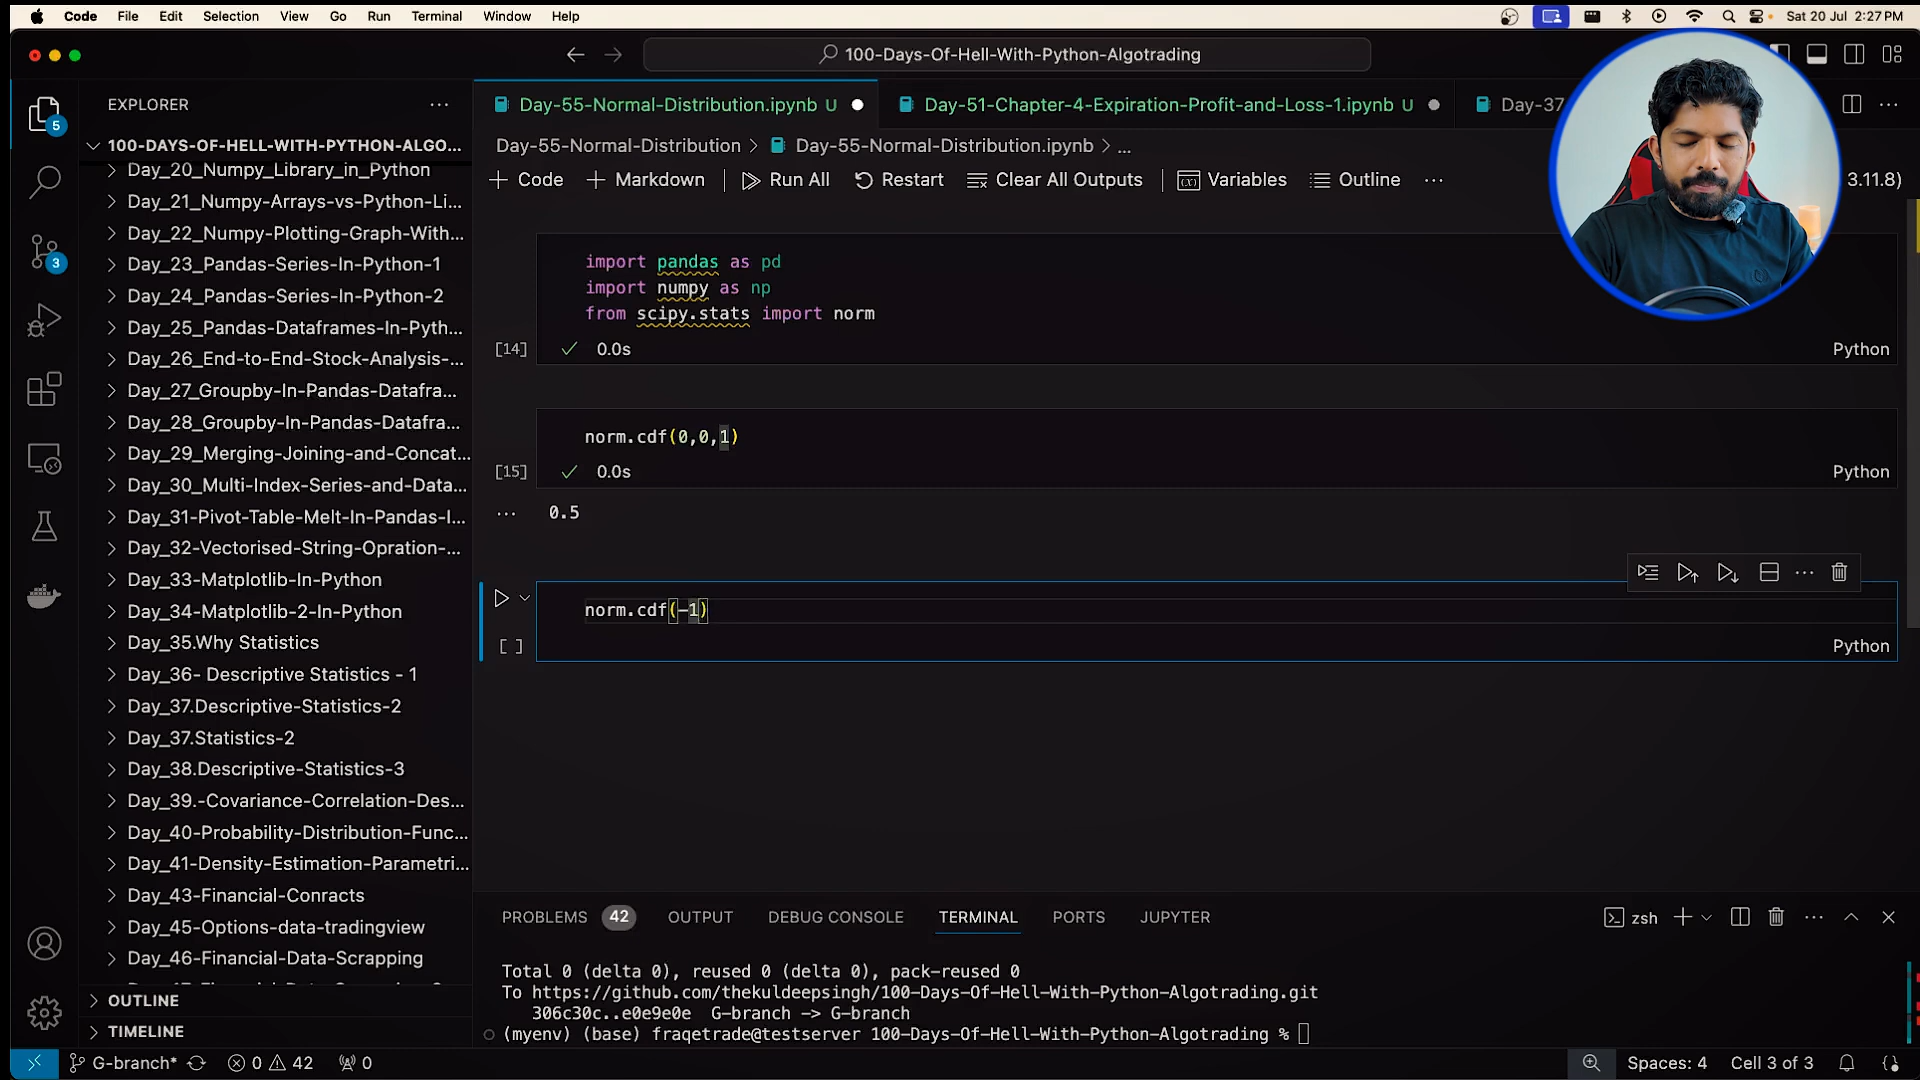 Code File Edit Selection View Go Run Terminal Window Help Sat 20 Jul 2:27 PM
100-Days-Of-Hell-With-Python-Algotrading
EXPLORER
Day-55-Normal-Distribution.ipynb U
Day-51-Chapter-4-Expiration-Profit-and-Loss-1.ipynb U
Day-37
5
100-DAYS-OF-HELL-WITH-PYTHON-ALGO...
Day-55-Normal-Distribution > Day-55-Normal-Distribution.ipynb > ...
Code Markdown Run All Restart Clear All Outputs Variables Outline ... 3.11.8)
Day_20_Numpy_Library_in_Python
Day_21_Numpy-Arrays-vs-Python-Li...
Day_22_Numpy-Plotting-Graph-With...
Day_23_Pandas-Series-In-Python-1
3
Day_24_Pandas-Series-In-Python-2
Day_25_Pandas-Dataframes-In-Pyth...
Day_26_End-to-End-Stock-Analysis-...
Day_27_Groupby-In-Pandas-Datafra...
Day_28_Groupby-In-Pandas-Datafra...
Day_29_Merging-Joining-and-Concat...
Day_30_Multi-Index-Series-and-Data...
Day_31-Pivot-Table-Melt-In-Pandas-I...
Day_32-Vectorised-String-Opration-...
Day_33-Matplotlib-In-Python
Day_34-Matplotlib-2-In-Python
Day_35.Why Statistics
Day_36- Descriptive Statistics - 1
Day_37.Descriptive-Statistics-2
Day_37.Statistics-2
Day_38.Descriptive-Statistics-3
Day_39.-Covariance-Correlation-Des...
Day_40-Probability-Distribution-Func...
Day_41-Density-Estimation-Parametri...
Day_43-Financial-Conracts
Day_45-Options-data-tradingview
Day_46-Financial-Data-Scrapping
OUTLINE
TIMELINE
import pandas as pd
import numpy as np
from scipy.stats import norm
[14] 0.0s Python
norm.cdf(0,0,1)
[15] 0.0s Python
... 0.5
norm.cdf(-1)
[ ] Python
PROBLEMS 42 OUTPUT DEBUG CONSOLE TERMINAL PORTS JUPYTER zsh
Total 0 (delta 0), reused 0 (delta 0), pack-reused 0
To https://github.com/thekuldeepsingh/100-Days-Of-Hell-With-Python-Algotrading.git
306c30c..e0e9e0e G-branch -> G-branch
(myenv) (base) fraqetrade@testserver 100-Days-Of-Hell-With-Python-Algotrading %
G-branch* 0 42 0 Spaces: 4 Cell 3 of 3